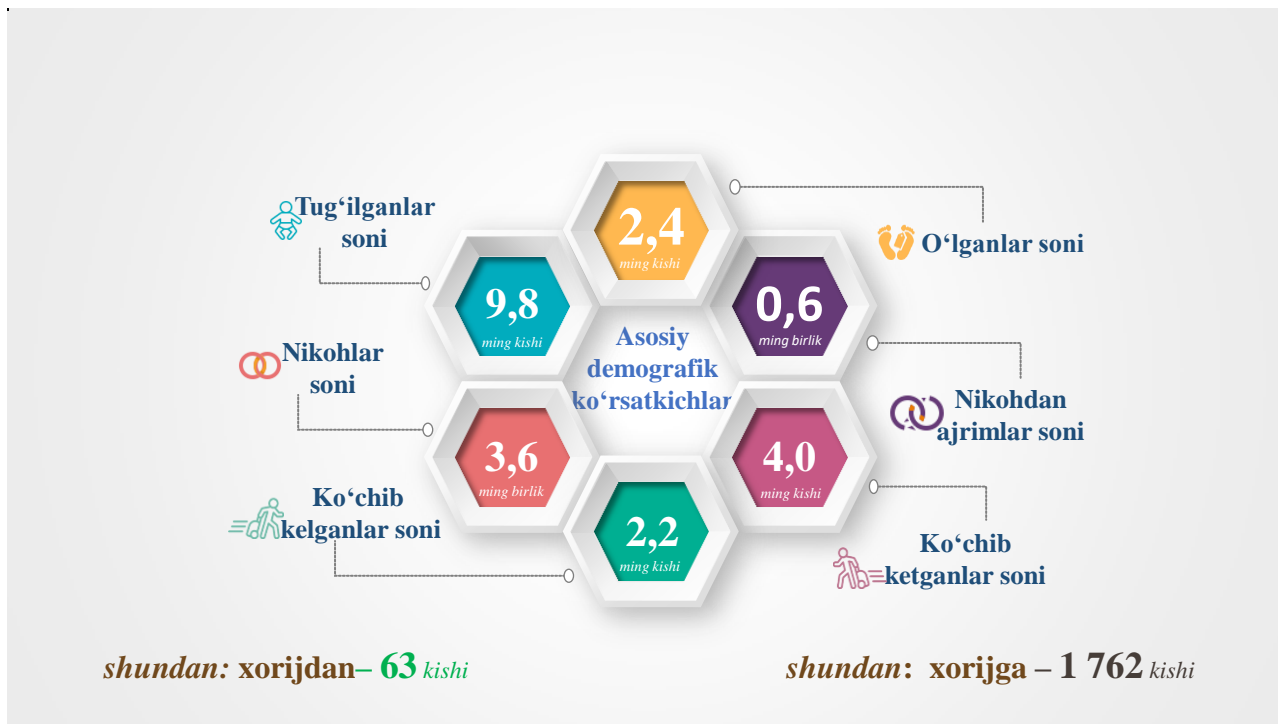 Tug‘ilganlar
soni
9,8
ming kishi
2,4
ming kishi
O‘lganlar soni
0,6
ming birlik
Asosiy
demografik
ko‘rsatkichlar
Nikohlar
soni
3,6
ming birlik
Nikohdan
ajrimlar soni
4,0
ming kishi
Ko‘chib
kelganlar soni
2,2
ming kishi
Ko‘chib
ketganlar soni
shundan: xorijdan– 63 kishi
shundan: xorijga – 1 762 kishi